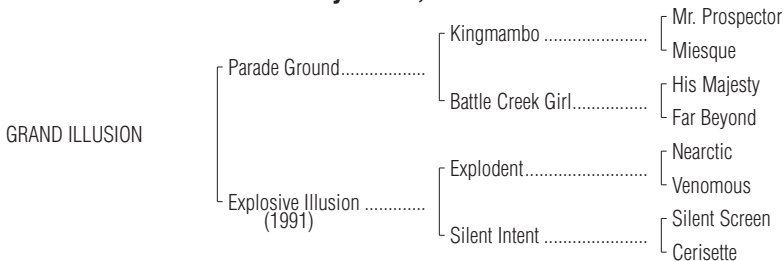 Kingmambo ......................
Mr. Prospector
Miesque
Parade Ground..................
Battle Creek Girl................
His Majesty
Far Beyond
GRAND ILLUSION
Explosive Illusion .............
(1991)
Explodent..........................
Nearctic
Venomous
Silent Intent ......................
Silent Screen
Cerisette